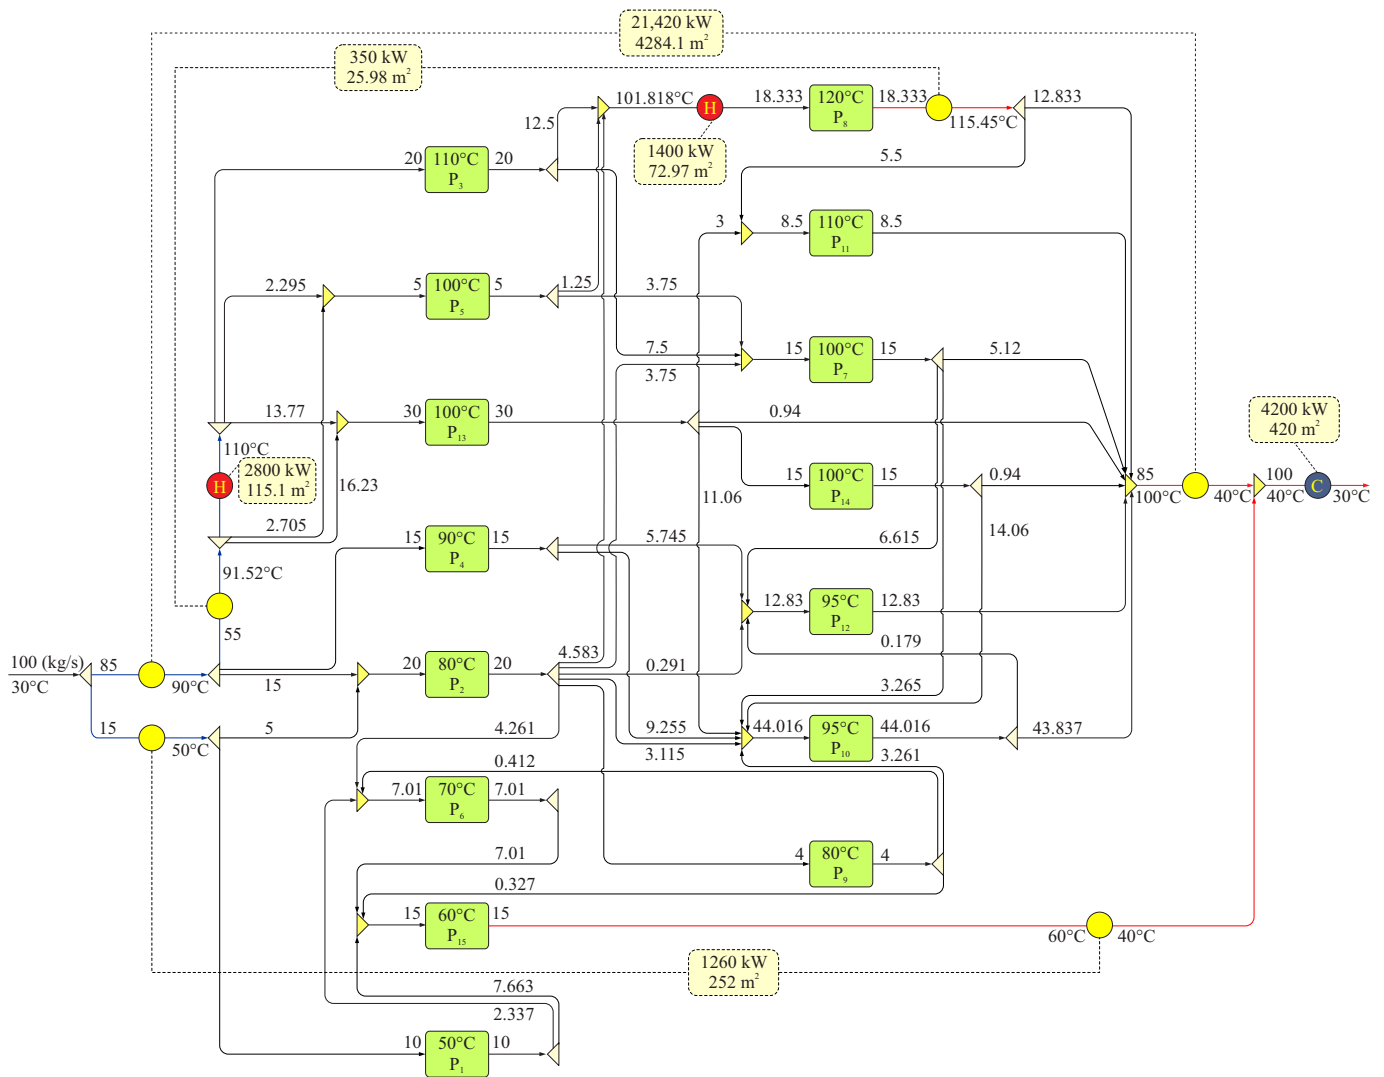 21,420 kW
4284.1 m²
350 kW
25.98 m²
101.818°C
H
18.333
120°C
P₈
18.333
115.45°C
12.833
12.5
1400 kW
72.97 m²
5.5
20
110°C
P₃
20
3
8.5
110°C
P₁₁
8.5
2.295
5
100°C
P₅
5
1.25
3.75
7.5
3.75
15
100°C
P₇
15
5.12
13.77
30
100°C
P₁₃
30
0.94
4200 kW
420 m²
110°C
H
2800 kW
115.1 m²
16.23
11.06
15
100°C
P₁₄
15
0.94
85
100°C
40°C
100
40°C
C
30°C
2.705
14.06
15
90°C
P₄
15
5.745
6.615
91.52°C
12.83
95°C
P₁₂
12.83
55
0.179
100 (kg/s)
30°C
85
90°C
15
20
80°C
P₂
20
4.583
0.291
3.265
15
50°C
5
4.261
9.255
3.115
44.016
95°C
P₁₀
44.016
43.837
3.261
0.412
7.01
70°C
P₆
7.01
7.01
4
80°C
P₉
4
0.327
15
60°C
P₁₅
15
60°C
40°C
1260 kW
252 m²
7.663
2.337
10
50°C
P₁
10